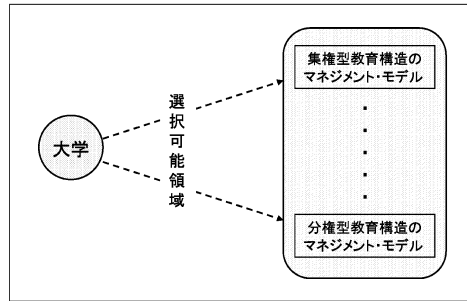 大学
選択可能領域
集権型教育構造の
マネジメント・モデル
・
・
・
・
・
分権型教育構造の
マネジメント・モデル